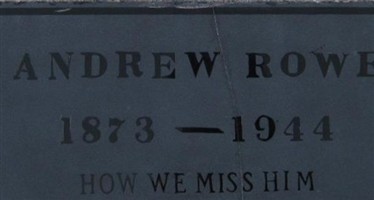 ANDREW ROWE
1873 — 1944
HOW WE MISS HIM